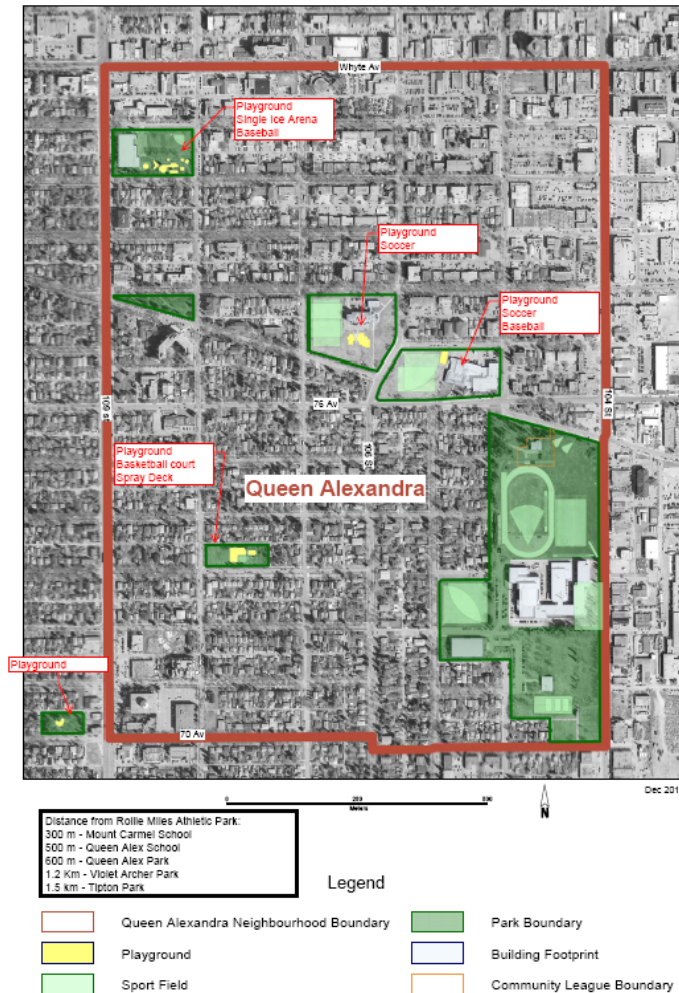 Whyte Av
Playground
Single Ice Arena
Baseball
Playground
Soccer
Playground
Soccer
Baseball
109 st
76 Av
106 St
104 St
Playground
Basketball court
Spray Deck
Queen Alexandra
Playground
70 Av
Dec 201
0
Meters
N
Distance from Rollie Miles Athletic Park:
300 m - Mount Carmel School
500 m - Queen Alex School
600 m - Queen Alex Park
1.2 Km - Violet Archer Park
1.5 km - Tipton Park
Legend
Queen Alexandra Neighbourhood Boundary
Park Boundary
Playground
Building Footprint
Sport Field
Community League Boundary